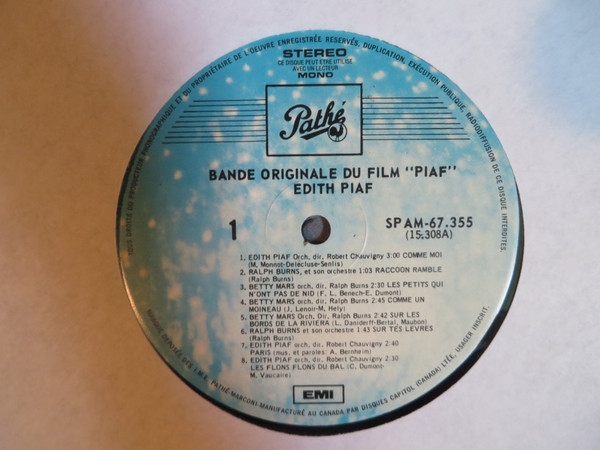 TOUS DROITS DU PRODUCTEUR PHONOGRAPHIQUE ET DU PROPRIÉTAIRE DE L'OEUVRE ENREGISTRÉE RESERVÉS. DUPLICATION, EXÉCUTION PUBLIQUE, RADIODIFFUSION DE CE DISQUE INTERDITES.
STEREO
CE DISQUE PEUT ÊTRE UTILISÉ
AVEC UN LECTEUR
MONO
Pathé
BANDE ORIGINALE DU FILM "PIAF"
EDITH PIAF
1
SPAM-67.355
(15.308A)
1. EDITH PIAF Orch, dir, Robert Chauvigny 3:00 COMME MOI
(M, Monnot-Delécluse-Senlis)
2. RALPH BURNS, et son orchestre 1:03 RACCOON RAMBLE
(Ralph Burns)
3. BETTY MARS orch, dir, Ralph Burns 2:30 LES PETITS QUI
N'ONT PAS DE NID (F, L, Benech-E, Dumont)
4. BETTY MARS orch, dir, Ralph Burns 2:45 COMME UN
MOINEAU (J, Lenoir-M, Hely)
5. BETTY MARS Orch, Dir, Ralph Burns 2:42 SUR LES
BORDS DE LA RIVIERA (L, Daniderff-Bertal, Maubon)
6. RALPH BURNS et son orchestre 1:43 SUR TES LEVRES
(Ralph Burns)
7. EDITH PIAF orch, dir, Robert Chauvigny 2:40
PARIS (mus. et paroles: A, Bernheim)
8. EDITH PIAF orch, dir, Robert Chauvigny 2:30
LES FLONS FLONS DU BAL (C, Dumont-
M, Vaucaire)
EMI
MARQUE DEPOSÉE DES I.M.E. PATHÉ MARCONI-MANUFACTURÉ AU CANADA PAR DISQUES CAPITOL (CANADA) LTÉE, USAGER INSCRIT.